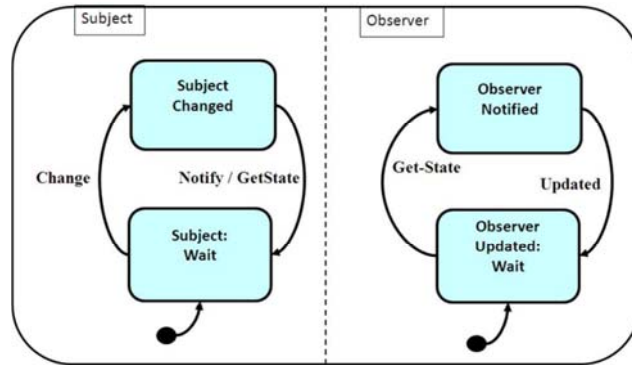 Subject
Observer
Subject
Changed
Observer
Notified
Change
Notify / GetState
Get-State
Updated
Subject:
Wait
Observer
Updated:
Wait